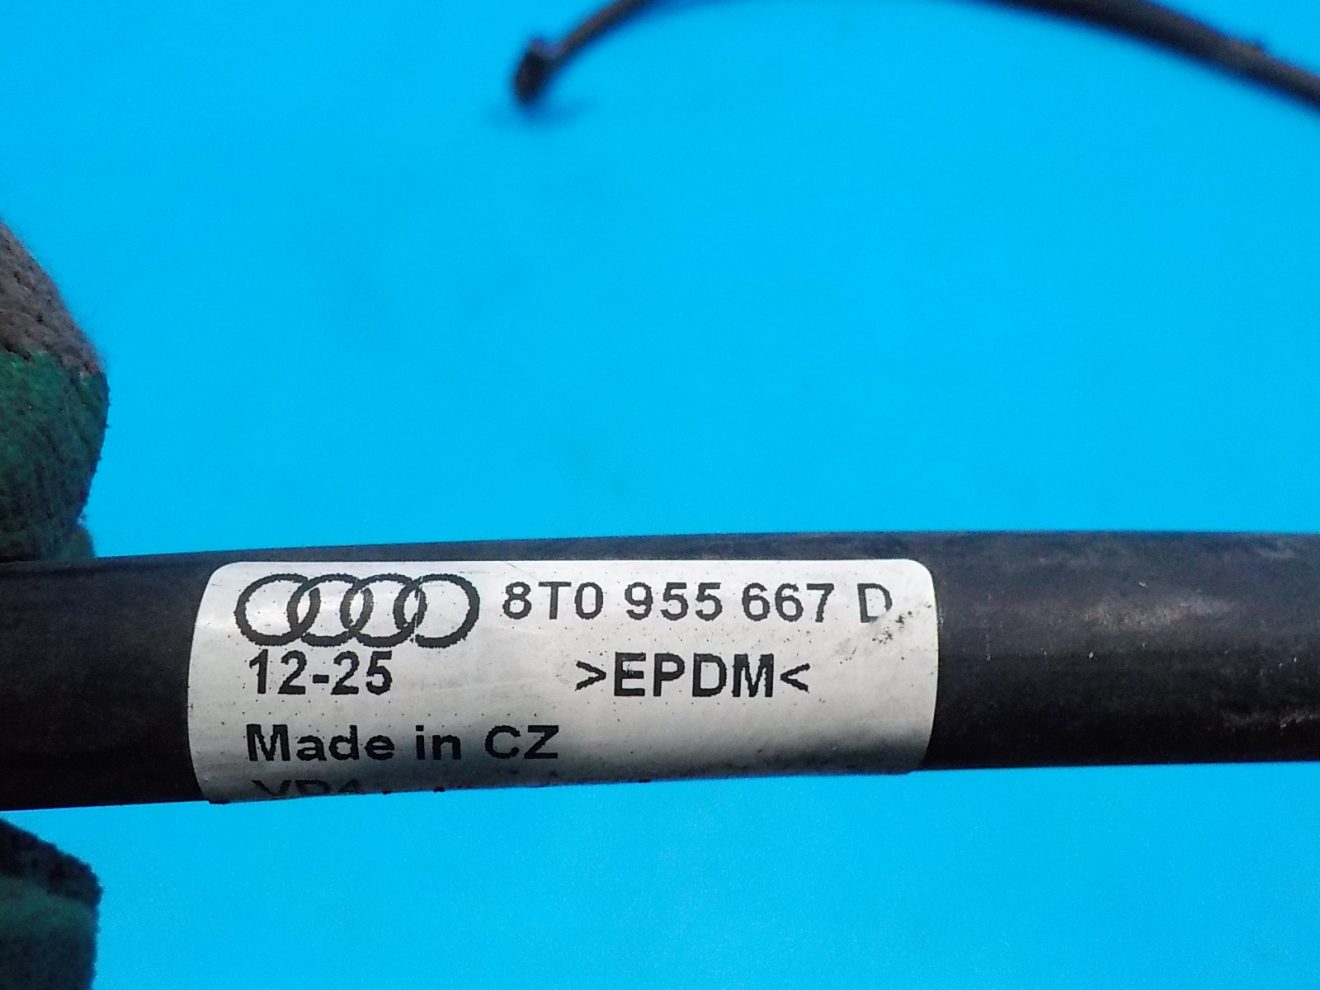 8T0 955 667 D
12-25 >EPDM<
Made in CZ